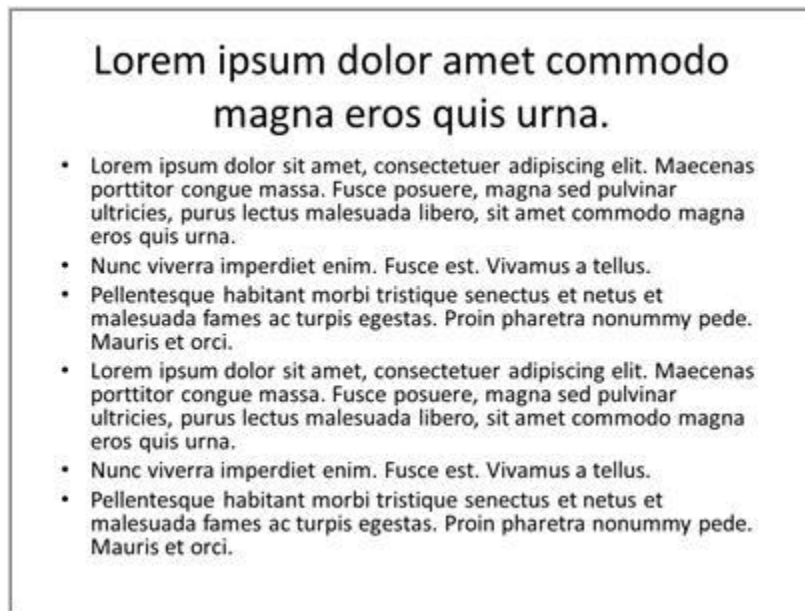 Lorem ipsum dolor amet commodo
magna eros quis urna.
• Lorem ipsum dolor sit amet, consectetuer adipiscing elit. Maecenas
porttitor congue massa. Fusce posuere, magna sed pulvinar
ultricies, purus lectus malesuada libero, sit amet commodo magna
eros quis urna.
• Nunc viverra imperdiet enim. Fusce est. Vivamus a tellus.
• Pellentesque habitant morbi tristique senectus et netus et
malesuada fames ac turpis egestas. Proin pharetra nonummy pede.
Mauris et orci.
• Lorem ipsum dolor sit amet, consectetuer adipiscing elit. Maecenas
porttitor congue massa. Fusce posuere, magna sed pulvinar
ultricies, purus lectus malesuada libero, sit amet commodo magna
eros quis urna.
• Nunc viverra imperdiet enim. Fusce est. Vivamus a tellus.
• Pellentesque habitant morbi tristique senectus et netus et
malesuada fames ac turpis egestas. Proin pharetra nonummy pede.
Mauris et orci.